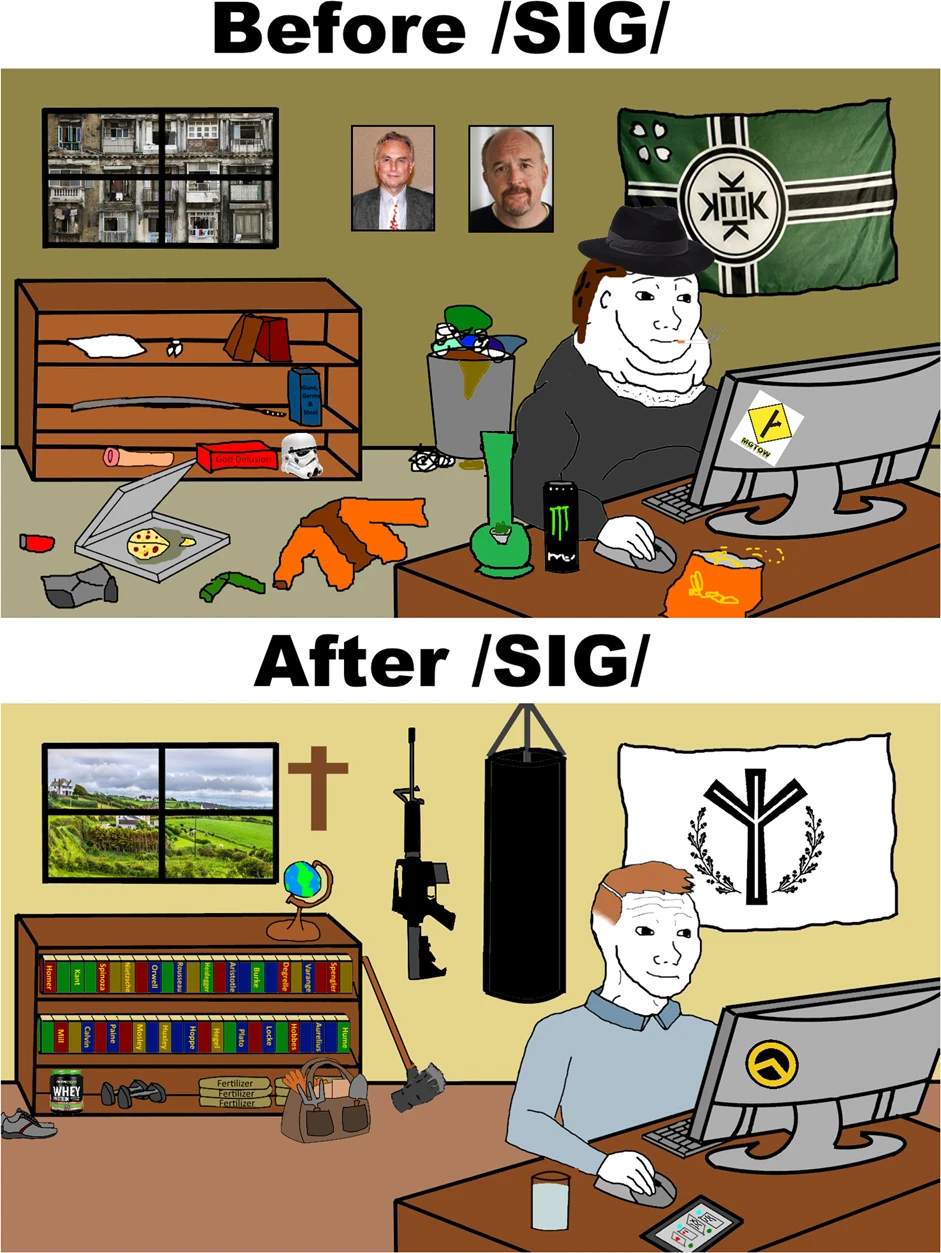 Before /SIG/
Guns,
Germs
&
Steel
God Delusion
MGTOW
After /SIG/
Homer
Kant
Spinoza
Nietzsche
Orwell
Rousseau
Heidegger
Aristotle
Burke
Degrelle
Varange
Spengler
Mill
Calvin
Paine
Mosley
Huxley
Hoppe
Hegel
Plato
Locke
Hobbes
Aurelius
Hume
WHEY
Fertilizer
Fertilizer
Fertilizer